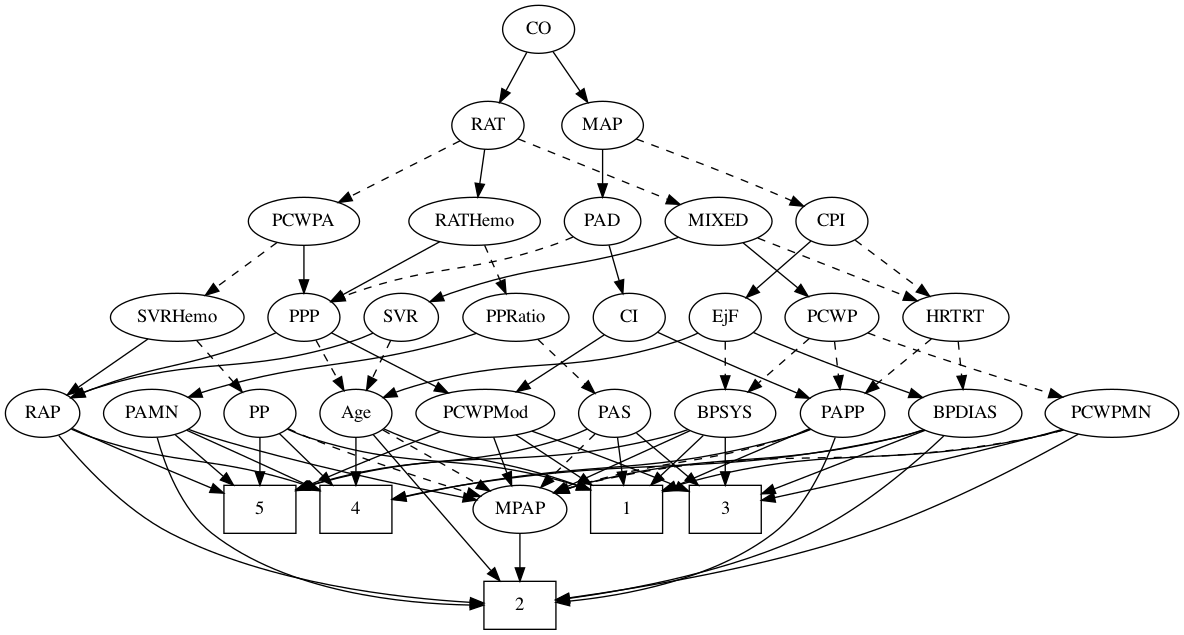 CO
RAT MAP
PCWPA RATHemo PAD MIXED CPI
SVRHemo PPP SVR PPRatio CI EjF PCWP HRTRT
RAP PAMN PP Age PCWPMod PAS BPSYS PAPP BPDIAS PCWPMN
5 4 MPAP 1 3
2